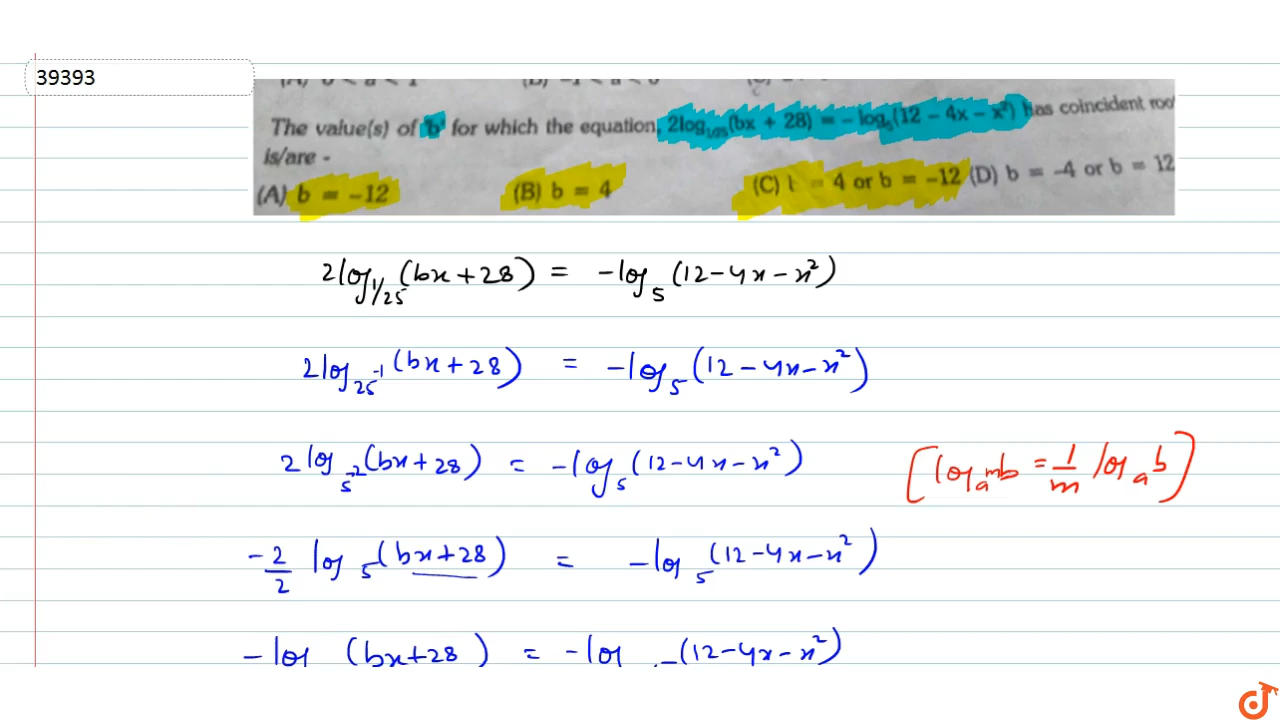 39393
The value(s) of 'b' for which the equation, 2log₁/₂₅(bx + 28) = – log₅(12 – 4x – x²) has coincident roo
is/are -
(A) b = –12 (B) b = 4 (C) b = 4 or b = –12 (D) b = –4 or b = 12
2log₁/₂₅(bx+28) = -log₅(12-4x-x²)
2log₂₅⁻¹(bx+28) = -log₅(12-4x-x²)
2log₅⁻²(bx+28) = -log₅(12-4x-x²) [logₐᵐb = 1/m logₐb]
-2/2 log₅(bx+28) = -log₅(12-4x-x²)
-log (bx+28) = -log (12-4x-x²)